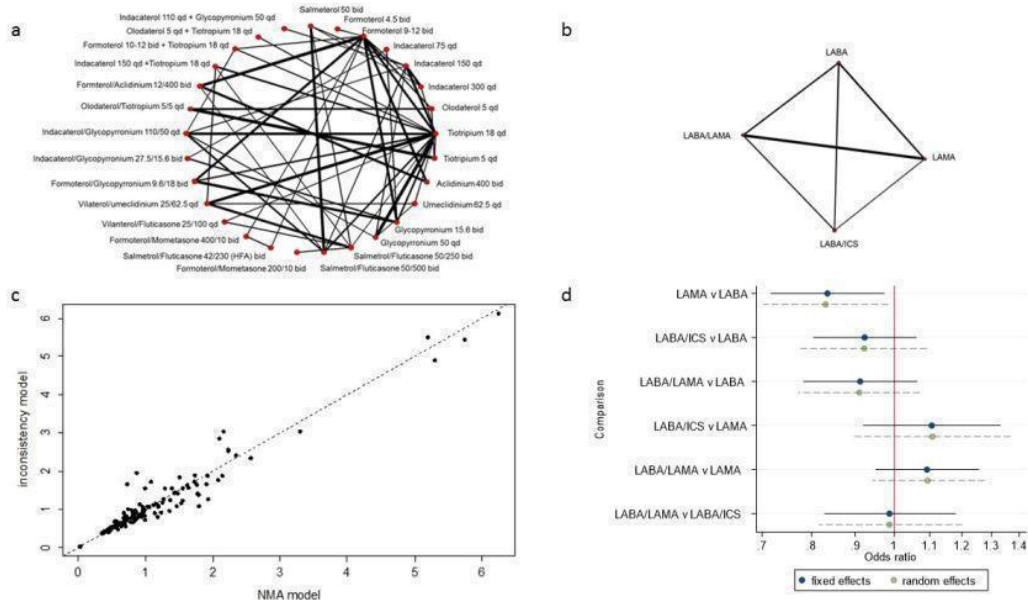 a
Salmeterol 50 bid
Indacaterol 110 qd + Glycopyrronium 50 qd
Formoterol 4.5 bid
Olodaterol 5 qd + Tiotropium 18 qd
Formoterol 9-12 bid
Formoterol 10-12 bid + Tiotropium 18 qd
Indacaterol 75 qd
Indacaterol 150 qd +Tiotropium 18 qd
Indacaterol 150 qd
Formterol/Aclidinium 12/400 bid
Indacaterol 300 qd
Olodaterol/Tiotropium 5/5 qd
Olodaterol 5 qd
Indacaterol/Glycopyrronium 110/50 qd
Tiotripium 18 qd
Indacaterol/Glycopyrronium 27.5/15.6 bid
Tiotripium 5 qd
Formoterol/Glycopyrronium 9.6/18 bid
Aclidinium 400 bid
Vilaterol/umeclidinium 25/62.5 qd
Umeclidinium 62.5 qd
Vilanterol/Fluticasone 25/100 qd
Glycopyrronium 15.6 bid
Formoterol/Mometasone 400/10 bid
Glycopyrronium 50 qd
Salmetrol/Fluticasone 42/230 (HFA) bid
Salmetrol/Fluticasone 50/250 bid
Formoterol/Mometasone 200/10 bid
Salmetrol/Fluticasone 50/500 bid
b
LABA
LABA/LAMA
LAMA
LABA/ICS
c
inconsistency model
6
5
4
3
2
1
0
0 1 2 3 4 5 6
NMA model
d
Comparison
LAMA v LABA
LABA/ICS v LABA
LABA/LAMA v LABA
LABA/ICS v LAMA
LABA/LAMA v LAMA
LABA/LAMA v LABA/ICS
.7 .8 .9 1 1.1 1.2 1.3 1.4
Odds ratio
fixed effects random effects